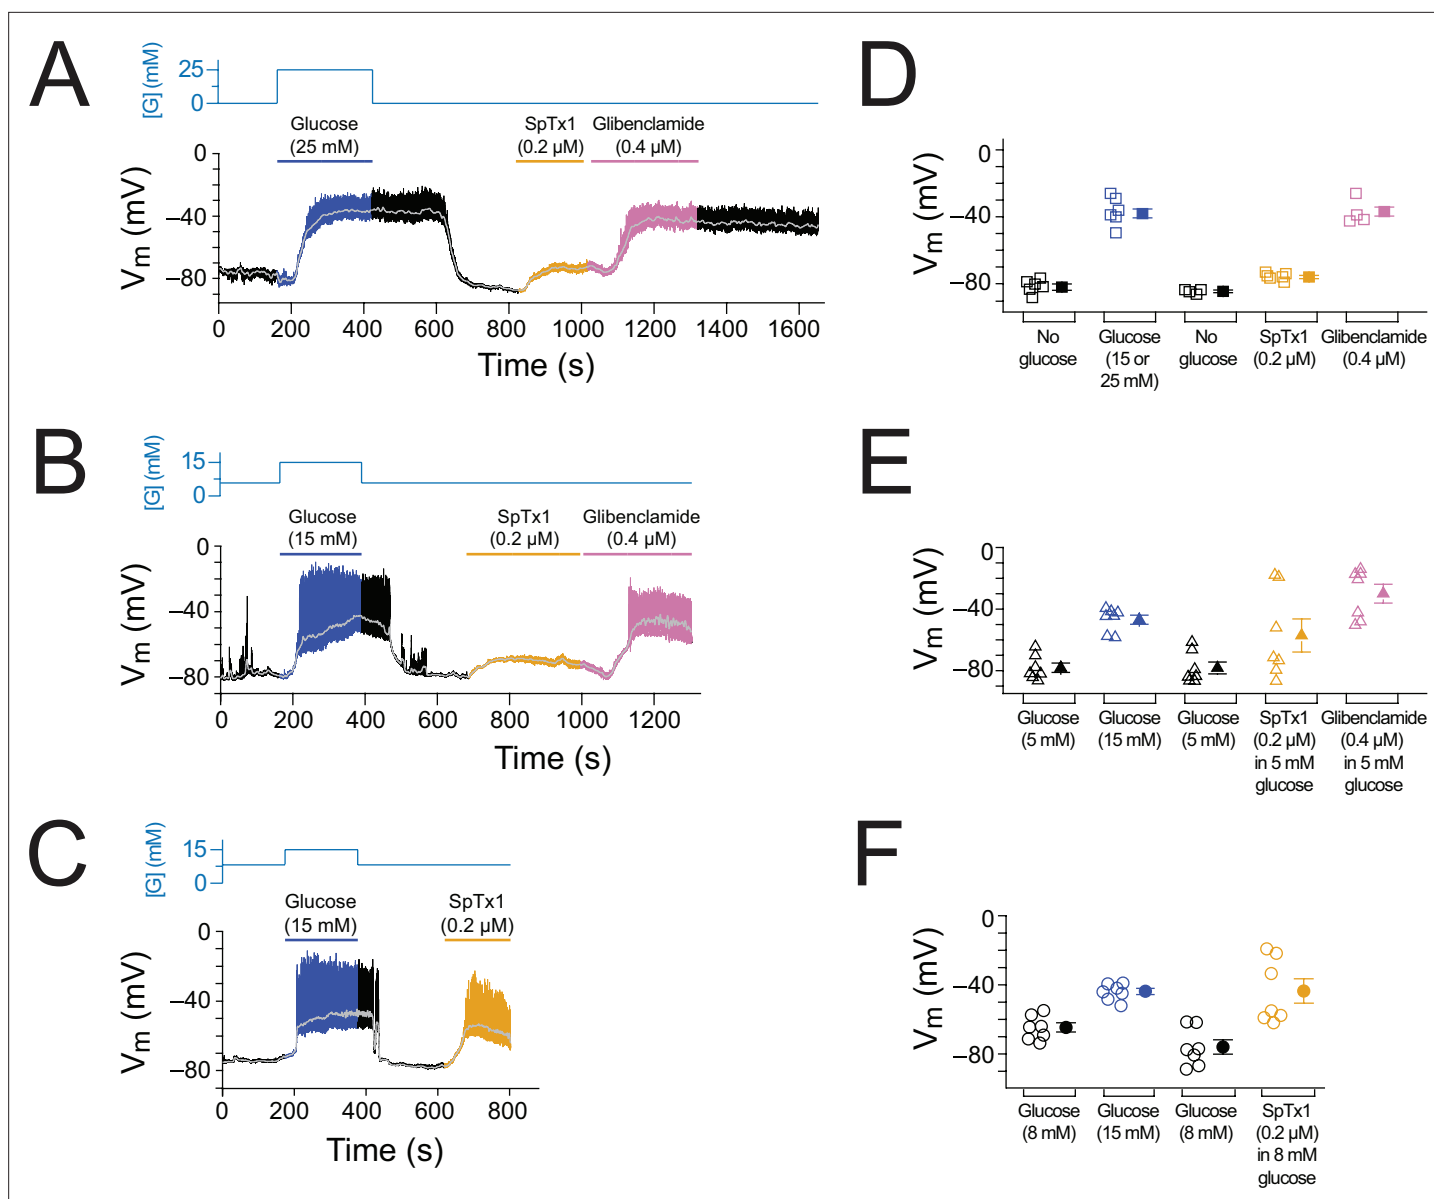 A
[G] (mM)
25
0
Glucose
(25 mM)
SpTx1
(0.2 µM)
Glibenclamide
(0.4 µM)
Vm (mV)
0
–40
–80
0 200 400 600 800 1000 1200 1400 1600
Time (s)
D
Vm (mV)
0
–40
–80
No
glucose
Glucose
(15 or
25 mM)
No
glucose
SpTx1
(0.2 µM)
Glibenclamide
(0.4 µM)
B
[G] (mM)
15
0
Glucose
(15 mM)
SpTx1
(0.2 µM)
Glibenclamide
(0.4 µM)
Vm (mV)
0
–40
–80
0 200 400 600 800 1000 1200
Time (s)
E
Vm (mV)
0
–40
–80
Glucose
(5 mM)
Glucose
(15 mM)
Glucose
(5 mM)
SpTx1
(0.2 µM)
in 5 mM
glucose
Glibenclamide
(0.4 µM)
in 5 mM
glucose
C
[G] (mM)
15
0
Glucose
(15 mM)
SpTx1
(0.2 µM)
Vm (mV)
0
–40
–80
0 200 400 600 800
Time (s)
F
Vm (mV)
0
–40
–80
Glucose
(8 mM)
Glucose
(15 mM)
Glucose
(8 mM)
SpTx1
(0.2 µM)
in 8 mM
glucose